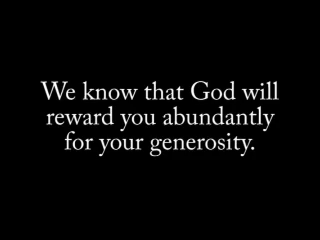 We know that God will
reward you abundantly
for your generosity.